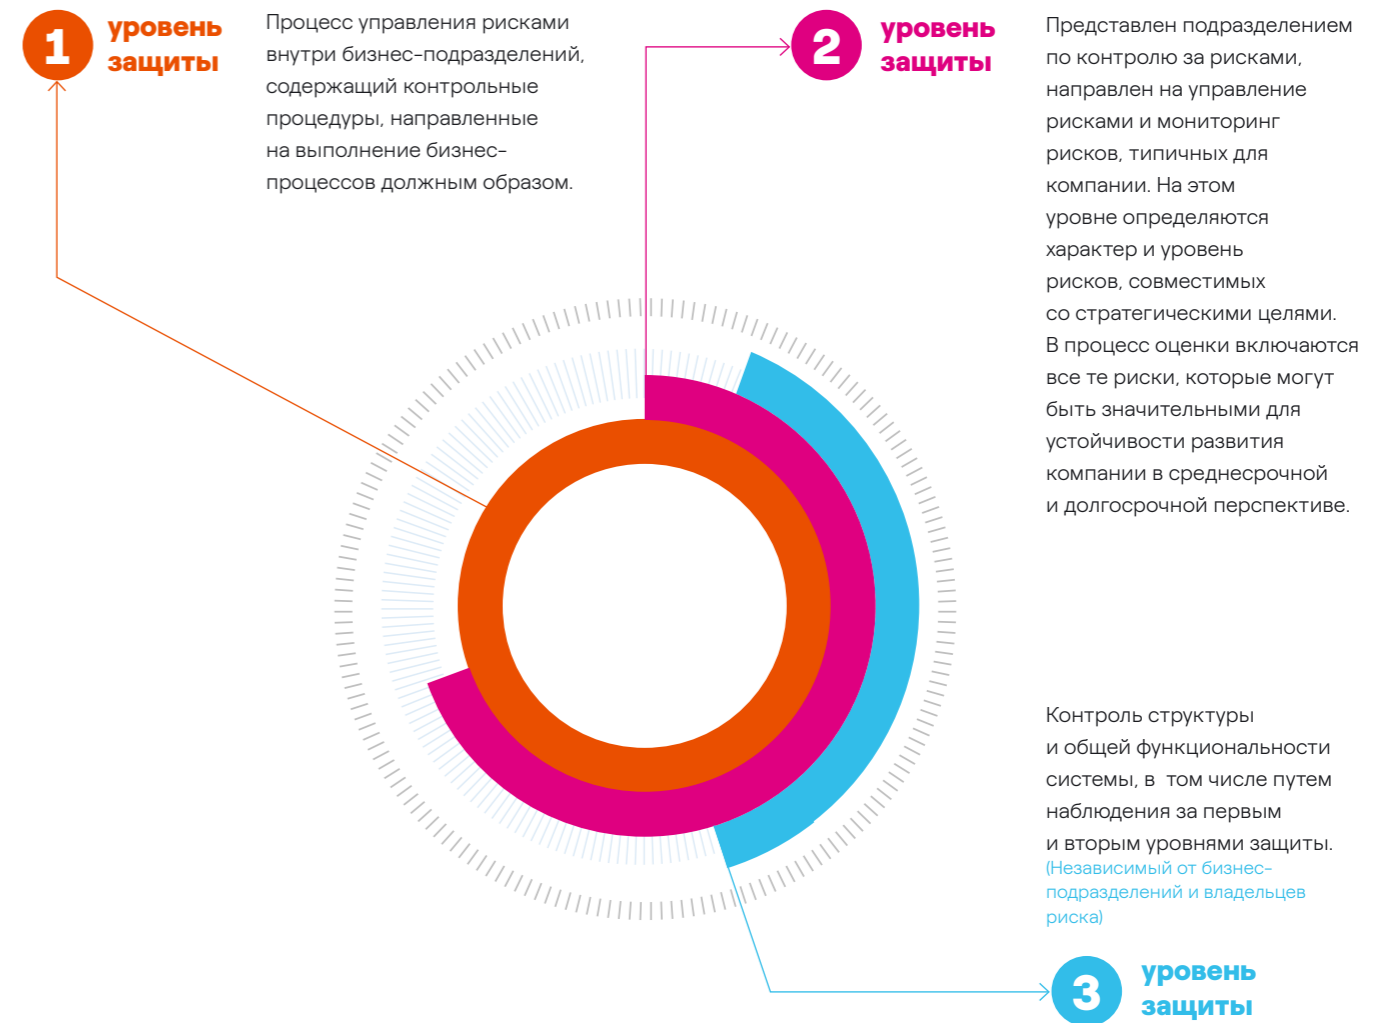 1
уровень
защиты
Процесс управления рисками
внутри бизнес-подразделений,
содержащий контрольные
процедуры, направленные
на выполнение бизнес-
процессов должным образом.
2
уровень
защиты
Представлен подразделением
по контролю за рисками,
направлен на управление
рисками и мониторинг
рисков, типичных для
компании. На этом
уровне определяются
характер и уровень
рисков, совместимых
со стратегическими целями.
В процесс оценки включаются
все те риски, которые могут
быть значительными для
устойчивости развития
компании в среднесрочной
и долгосрочной перспективе.
Контроль структуры
и общей функциональности
системы, в том числе путем
наблюдения за первым
и вторым уровнями защиты.
(Независимый от бизнес-
подразделений и владельцев
риска)
3
уровень
защиты